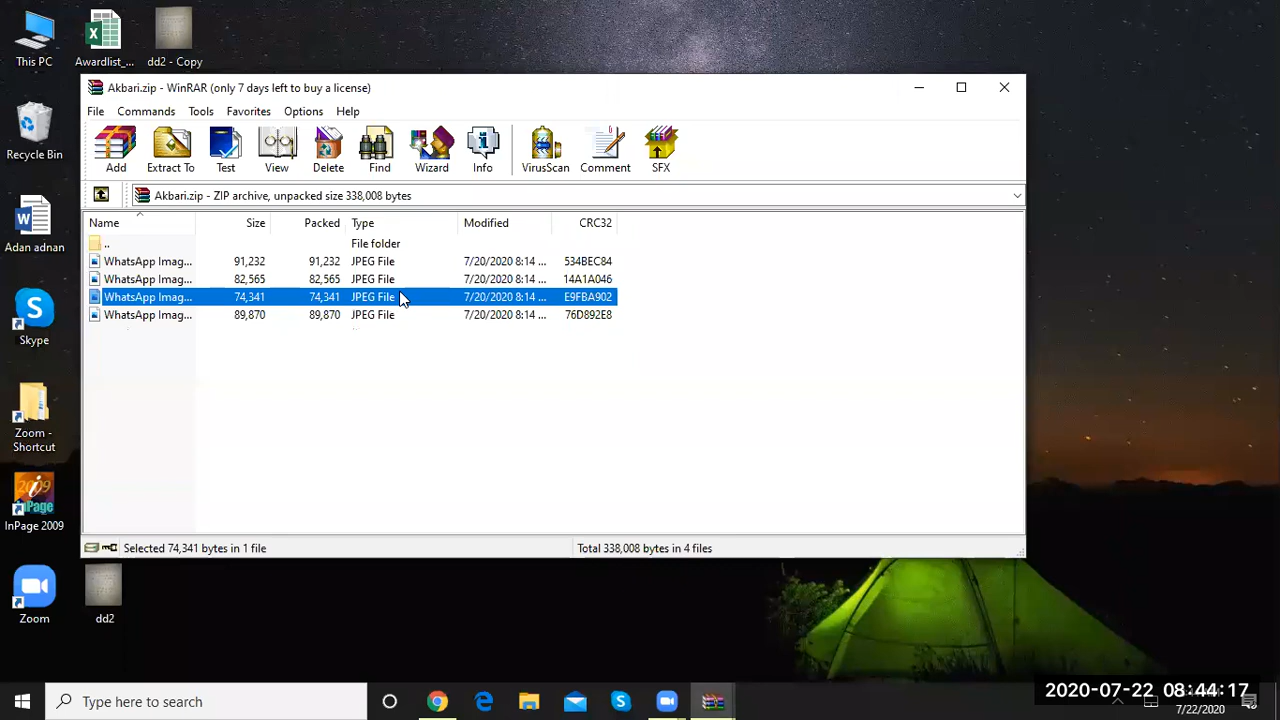 This PC
Awardlist_...
dd2 - Copy
Recycle Bin
Adan adnan
Skype
Zoom - Shortcut
InPage 2009
Zoom
dd2
Akbari.zip - WinRAR (only 7 days left to buy a license)
File Commands Tools Favorites Options Help
Add Extract To Test View Delete Find Wizard Info VirusScan Comment SFX
Akbari.zip - ZIP archive, unpacked size 338,008 bytes
Name Size Packed Type Modified CRC32
.. File folder
WhatsApp Imag... 91,232 91,232 JPEG File 7/20/2020 8:14 ... 534BEC84
WhatsApp Imag... 82,565 82,565 JPEG File 7/20/2020 8:14 ... 14A1A046
WhatsApp Imag... 74,341 74,341 JPEG File 7/20/2020 8:14 ... E9FBA902
WhatsApp Imag... 89,870 89,870 JPEG File 7/20/2020 8:14 ... 76D892E8
Selected 74,341 bytes in 1 file Total 338,008 bytes in 4 files
Type here to search
2020-07-22 08:44:17
7/22/2020